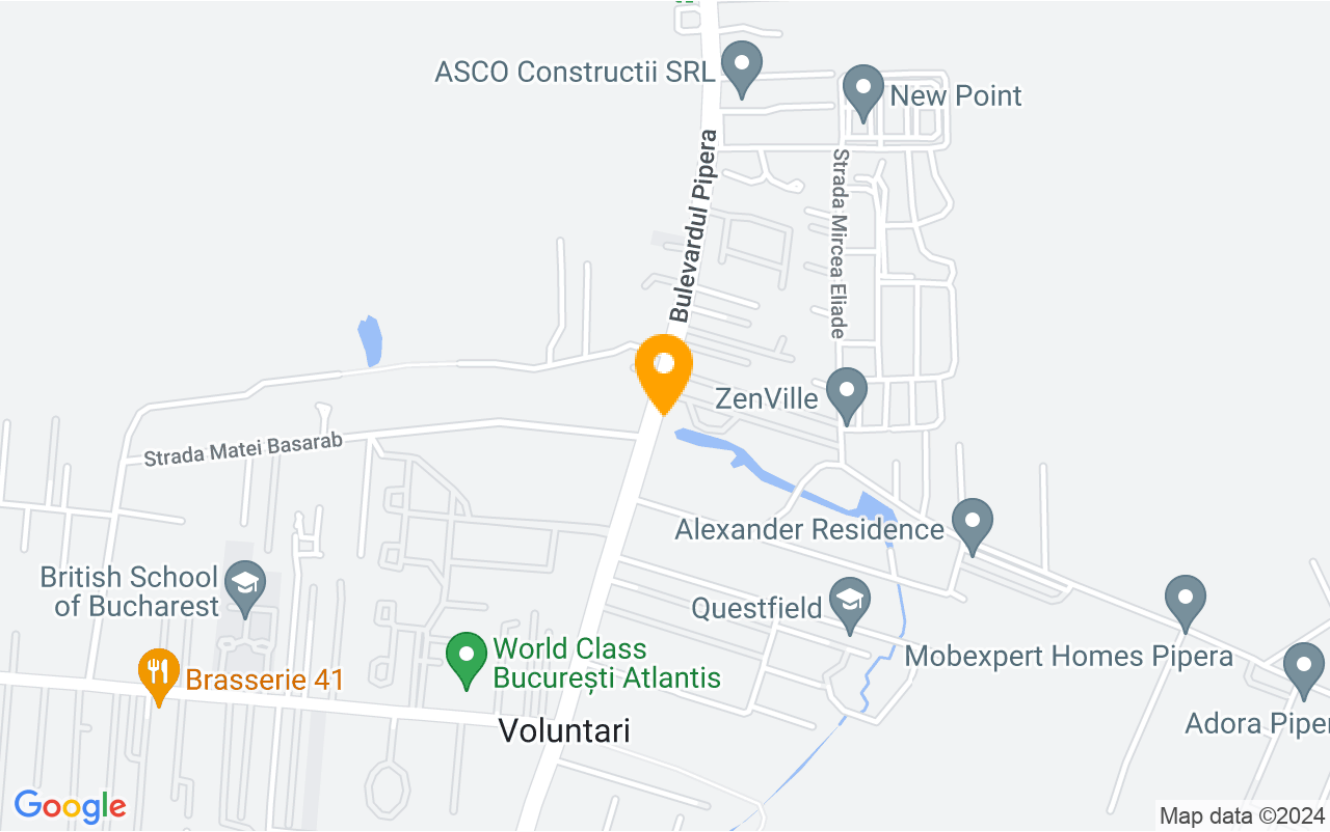 ASCO Constructii SRL
New Point
Bulevardul Pipera
Strada Mircea Eliade
ZenVille
Strada Matei Basarab
Alexander Residence
British School
of Bucharest
Questfield
World Class
București Atlantis
Mobexpert Homes Pipera
Brasserie 41
Voluntari
Adora Piper
Google
Map data ©2024